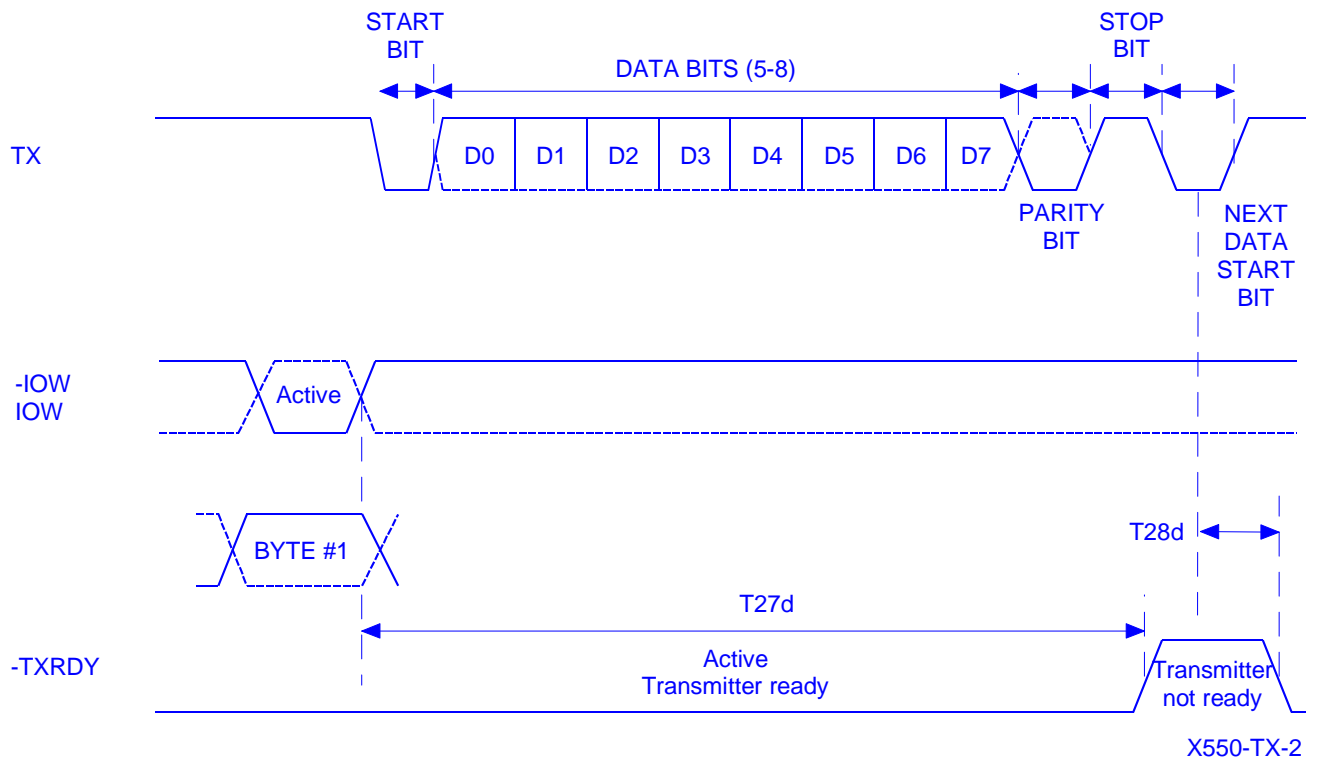 START
BIT
DATA BITS (5-8)
STOP
BIT
TX
D0 D1 D2 D3 D4 D5 D6 D7
PARITY
BIT
NEXT
DATA
START
BIT
-IOW
IOW
Active
BYTE #1
T28d
T27d
-TXRDY
Active
Transmitter ready
Transmitter
not ready
X550-TX-2